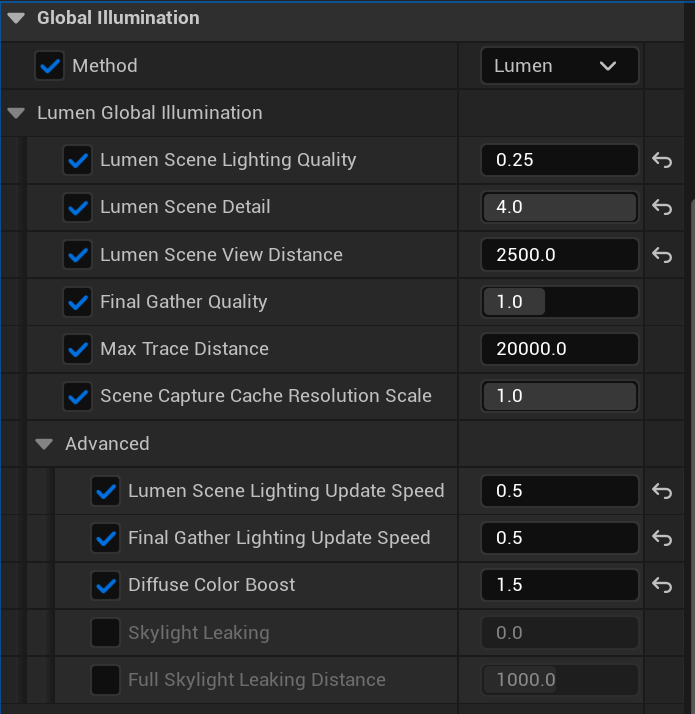 Global Illumination
Method Lumen
Lumen Global Illumination
Lumen Scene Lighting Quality 0.25
Lumen Scene Detail 4.0
Lumen Scene View Distance 2500.0
Final Gather Quality 1.0
Max Trace Distance 20000.0
Scene Capture Cache Resolution Scale 1.0
Advanced
Lumen Scene Lighting Update Speed 0.5
Final Gather Lighting Update Speed 0.5
Diffuse Color Boost 1.5
Skylight Leaking 0.0
Full Skylight Leaking Distance 1000.0